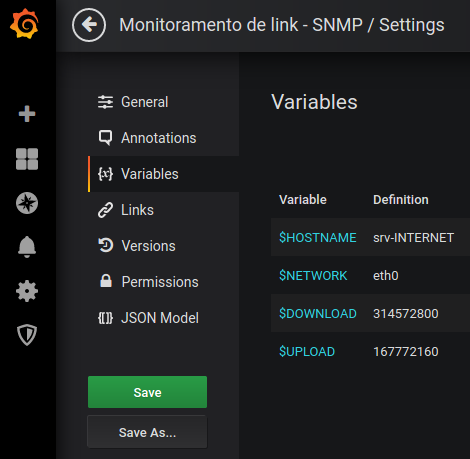 Monitoramento de link - SNMP / Settings
General
Annotations
Variables
Links
Versions
Permissions
JSON Model
Save
Save As...
Variables
Variable Definition
$HOSTNAME srv-INTERNET
$NETWORK eth0
$DOWNLOAD 314572800
$UPLOAD 167772160